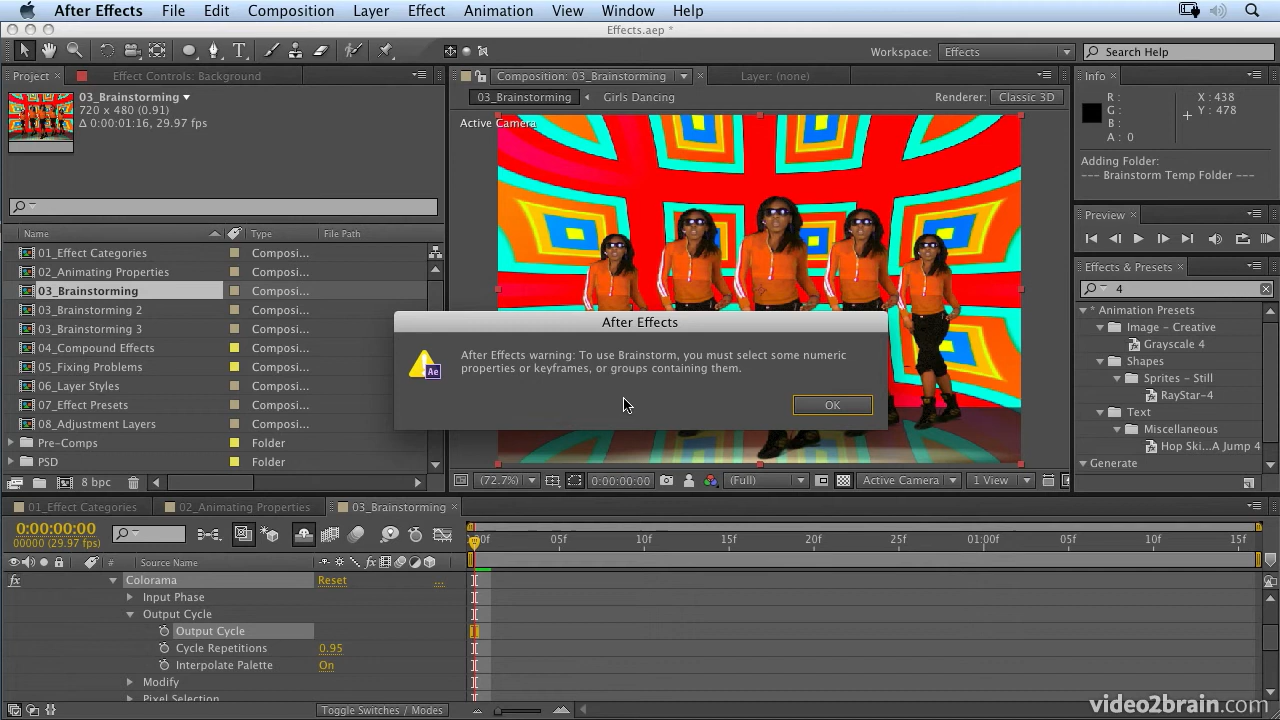 After Effects File Edit Composition Layer Effect Animation View Window Help
Effects.aep *
Workspace: Effects
Search Help
Project
Effect Controls: Background
Composition: 03_Brainstorming
Layer: (none)
Info
03_Brainstorming
720 x 480 (0.91)
Δ 0:00:01:16, 29.97 fps
03_Brainstorming
Girls Dancing
Renderer: Classic 3D
Active Camera
R :
G :
B :
A : 0
X : 438
Y : 478
Adding Folder:
--- Brainstorm Temp Folder ---
Preview
Effects & Presets
4
* Animation Presets
Image – Creative
Grayscale 4
Shapes
Sprites – Still
RayStar-4
Text
Miscellaneous
Hop Ski...A Jump 4
Generate
Name Type File Path
01_Effect Categories Composi...
02_Animating Properties Composi...
03_Brainstorming Composi...
03_Brainstorming 2 Composi...
03_Brainstorming 3 Composi...
04_Compound Effects Composi...
05_Fixing Problems Composi...
06_Layer Styles Composi...
07_Effect Presets Composi...
08_Adjustment Layers Composi...
Pre-Comps Folder
PSD Folder
8 bpc
After Effects
After Effects warning: To use Brainstorm, you must select some numeric
properties or keyframes, or groups containing them.
Ae
OK
(72.7%) 0:00:00:00 (Full) Active Camera 1 View
01_Effect Categories
02_Animating Properties
03_Brainstorming
0:00:00:00
00000 (29.97 fps)
:00f 05f 10f 15f 20f 25f 01:00f 05f 10f 15f
# Source Name
fx
fx Colorama Reset ...
Input Phase
Output Cycle
Output Cycle
Cycle Repetitions 0.95
Interpolate Palette On
Modify
Pixel Selection
Toggle Switches / Modes
video2brain.com